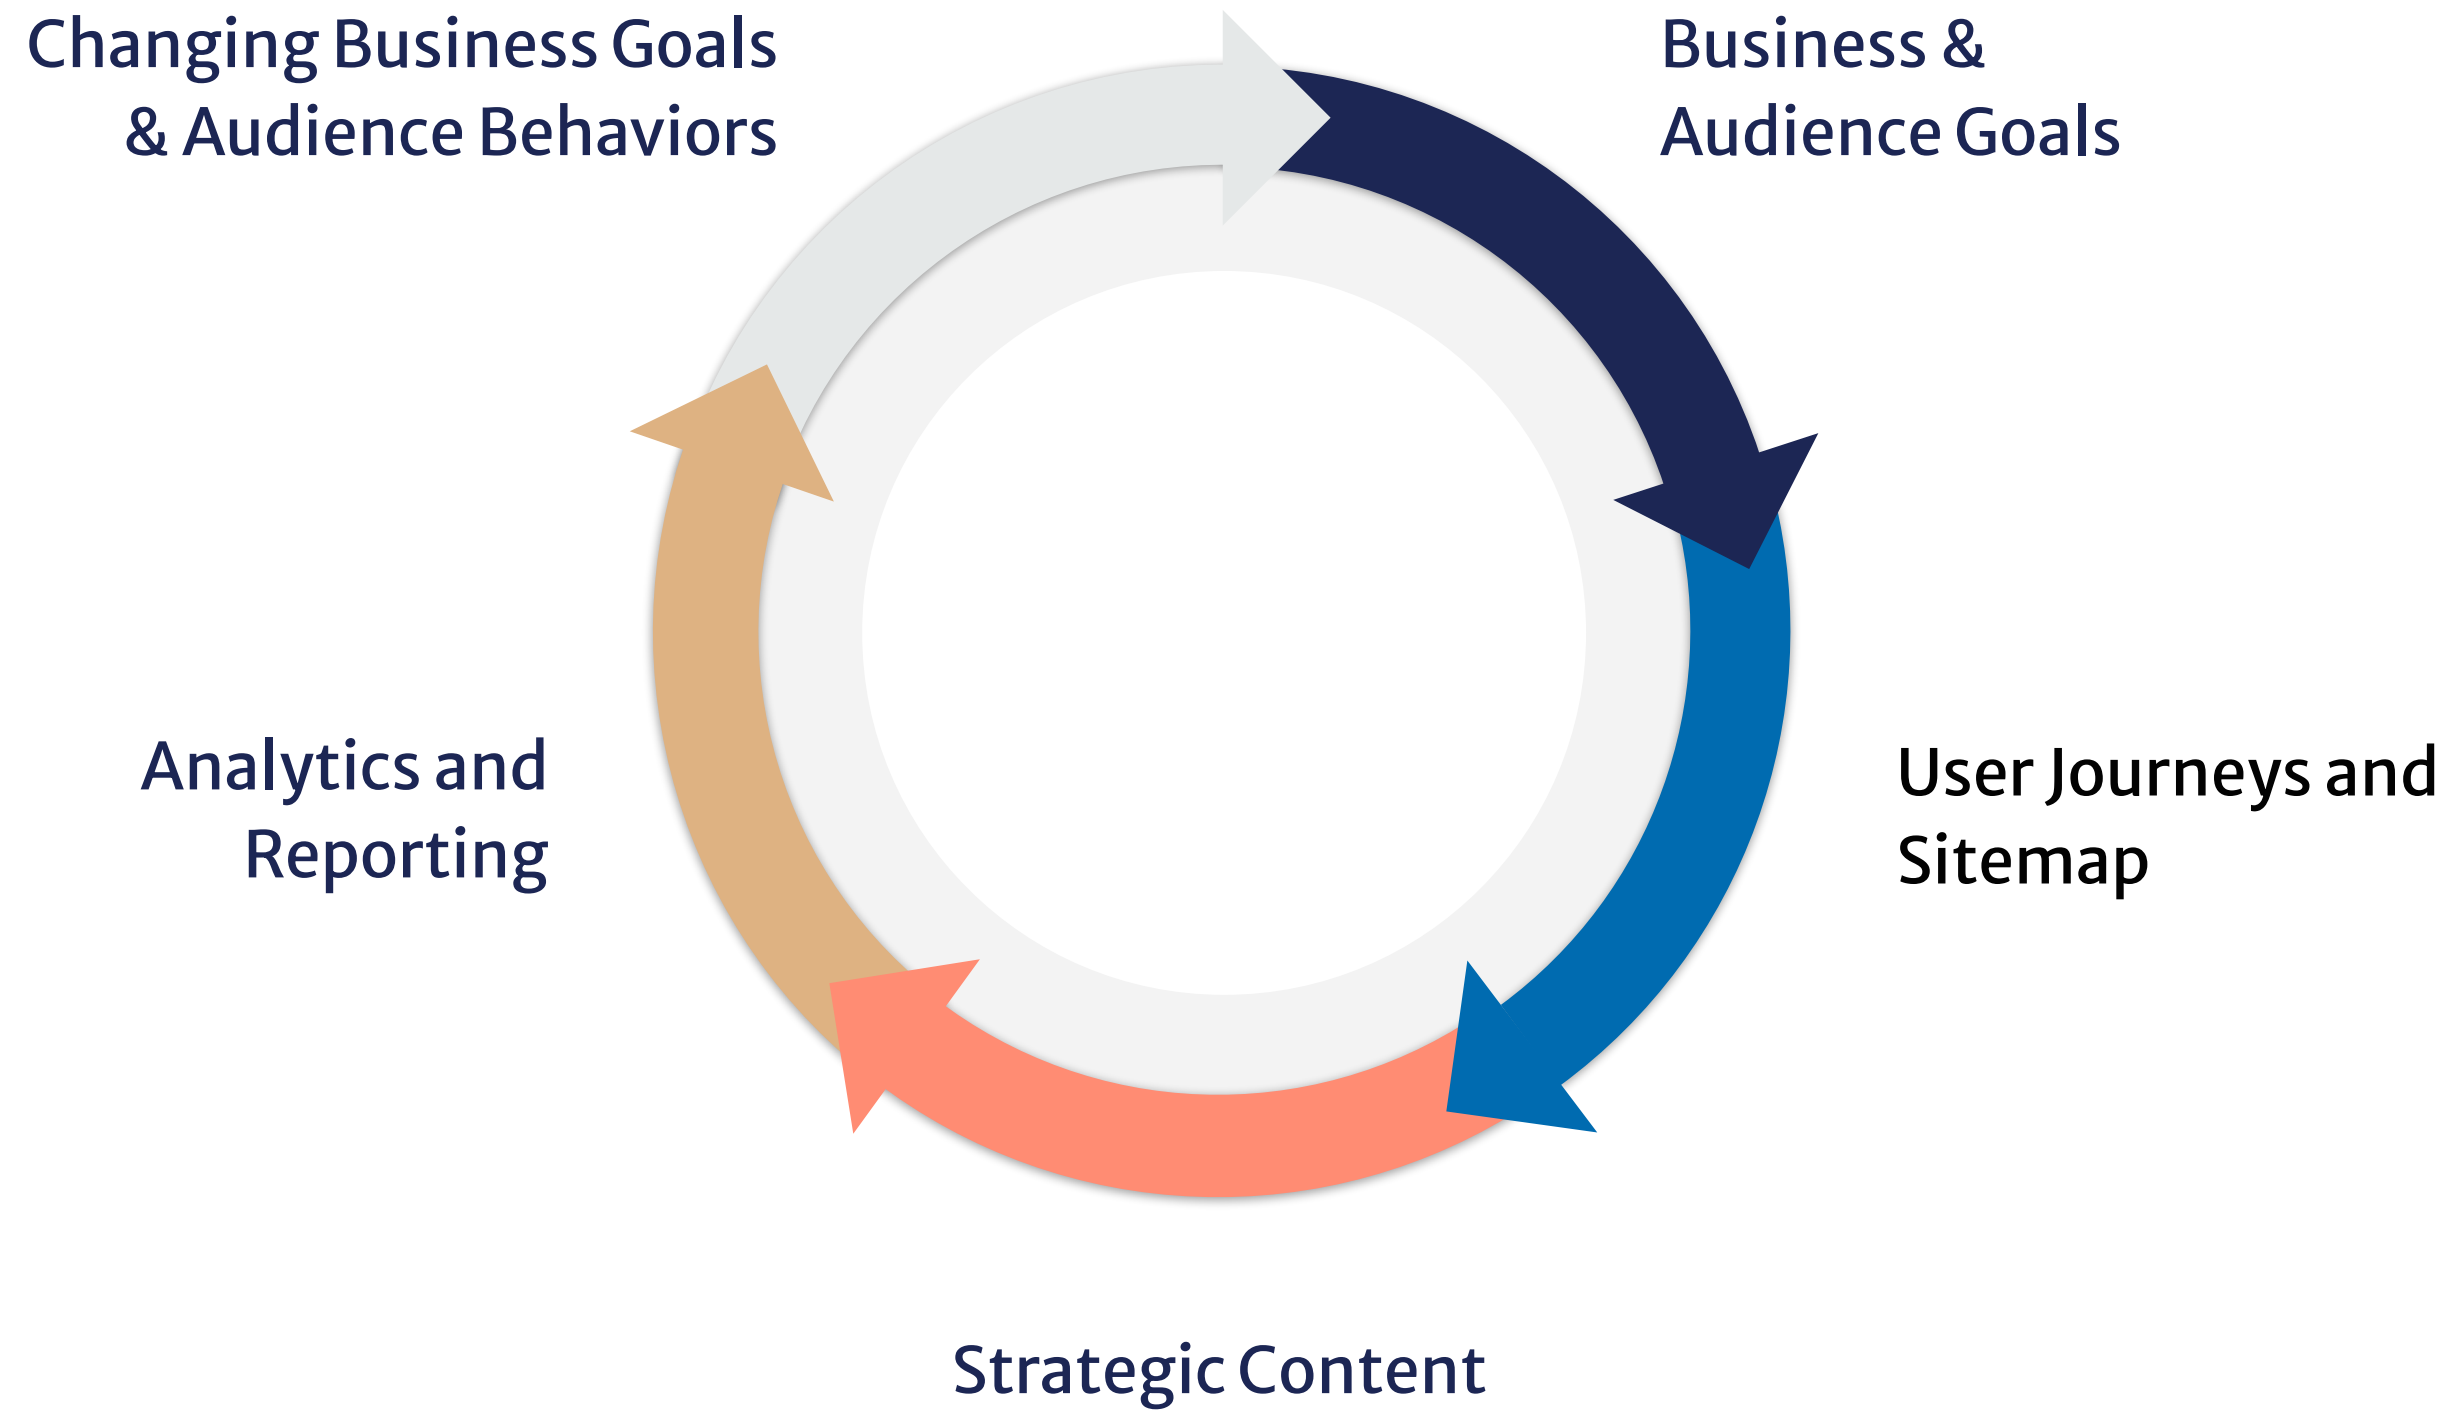 Changing Business Goals
& Audience Behaviors
Business &
Audience Goals
Analytics and
Reporting
User Journeys and
Sitemap
Strategic Content